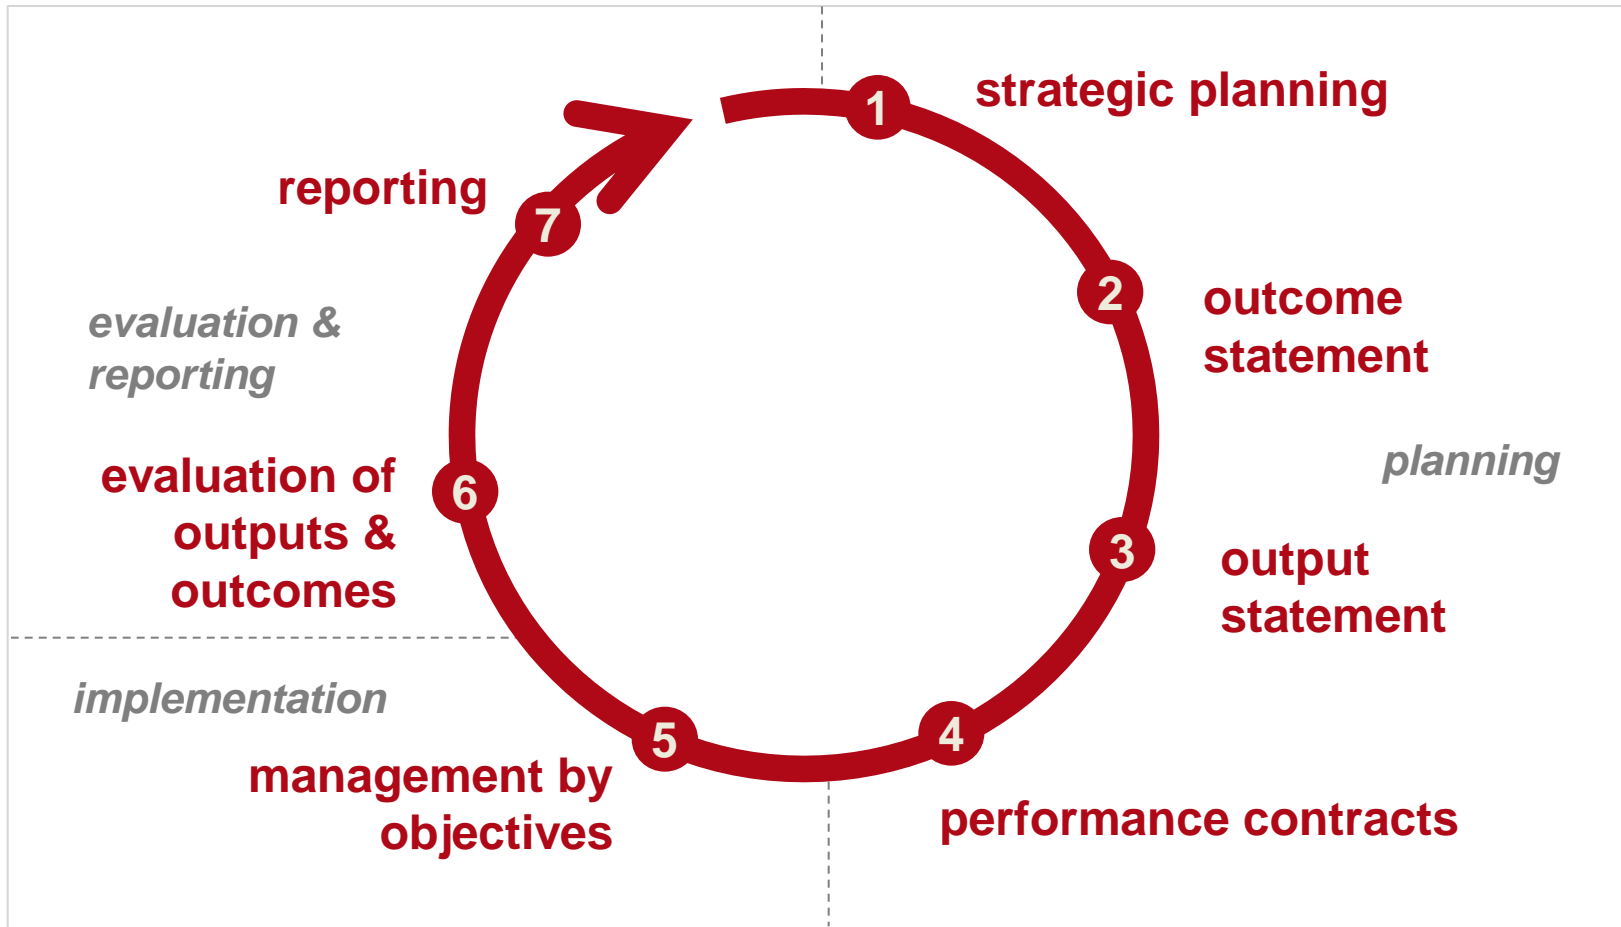 1
strategic planning
2
outcome
statement
planning
3
output
statement
4
performance contracts
5
management by
objectives
implementation
6
evaluation of
outputs &
outcomes
evaluation &
reporting
7
reporting